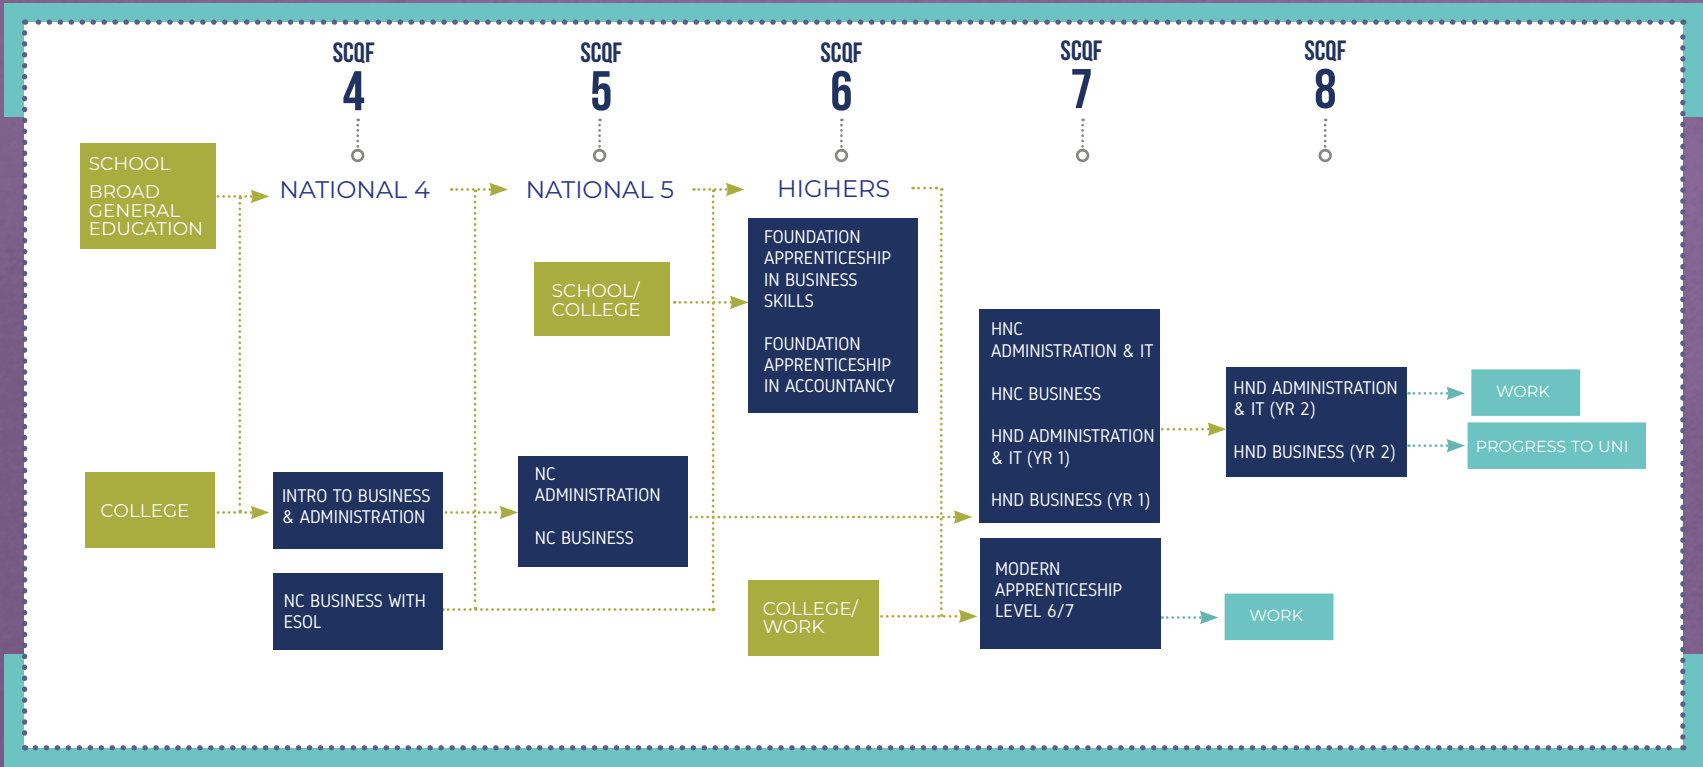 SCQF
4
SCQF
5
SCQF
6
SCQF
7
SCQF
8
SCHOOL
BROAD
GENERAL
EDUCATION
NATIONAL 4
NATIONAL 5
HIGHERS
FOUNDATION
APPRENTICESHIP
IN BUSINESS
SKILLS
FOUNDATION
APPRENTICESHIP
IN ACCOUNTANCY
SCHOOL/
COLLEGE
HNC
ADMINISTRATION & IT
HNC BUSINESS
HND ADMINISTRATION
& IT (YR 1)
HND BUSINESS (YR 1)
HND ADMINISTRATION
& IT (YR 2)
HND BUSINESS (YR 2)
WORK
PROGRESS TO UNI
COLLEGE
INTRO TO BUSINESS
& ADMINISTRATION
NC
ADMINISTRATION
NC BUSINESS
NC BUSINESS WITH
ESOL
COLLEGE/
WORK
MODERN
APPRENTICESHIP
LEVEL 6/7
WORK